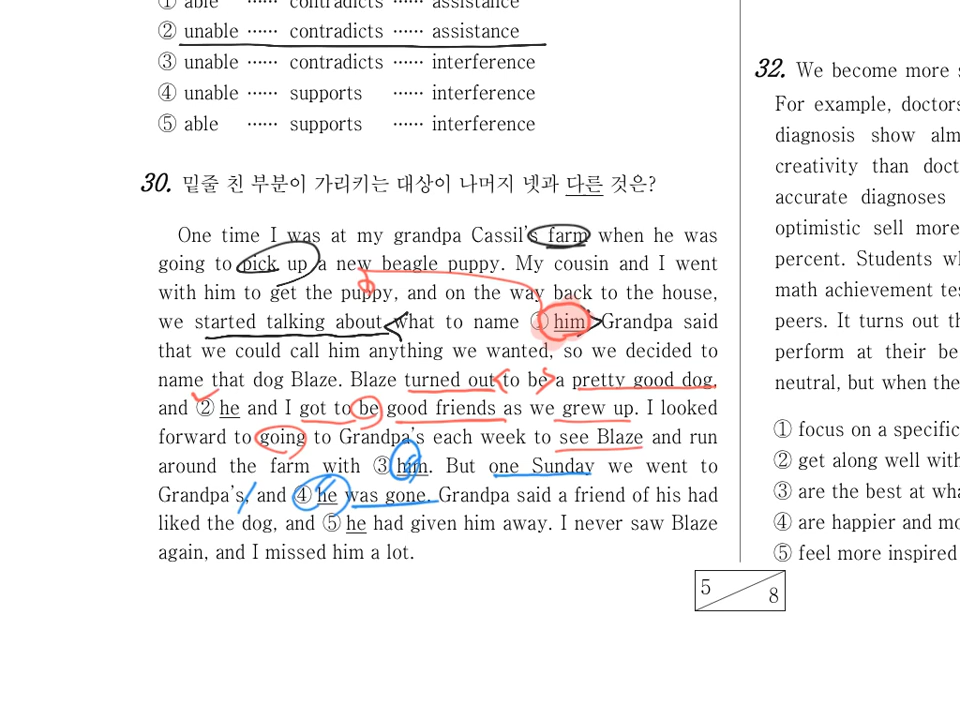 ① able …… contradicts …… assistance
② unable …… contradicts …… assistance
③ unable …… contradicts …… interference
④ unable …… supports …… interference
⑤ able …… supports …… interference
30. 밑줄 친 부분이 가리키는 대상이 나머지 넷과 다른 것은?
One time I was at my grandpa Cassil's farm when he was
going to pick up a new beagle puppy. My cousin and I went
with him to get the puppy, and on the way back to the house,
we started talking about what to name ① him. Grandpa said
that we could call him anything we wanted, so we decided to
name that dog Blaze. Blaze turned out to be a pretty good dog,
and ② he and I got to be good friends as we grew up. I looked
forward to going to Grandpa's each week to see Blaze and run
around the farm with ③ him. But one Sunday we went to
Grandpa's, and ④ he was gone. Grandpa said a friend of his had
liked the dog, and ⑤ he had given him away. I never saw Blaze
again, and I missed him a lot.
5 8
32. We become more
For example, doctors
diagnosis show
creativity than
accurate diagnoses
optimistic sell more
percent. Students
math achievement
peers. It turns out
perform at their
neutral, but when the
① focus on a specific
② get along well with
③ are the best at
④ are happier and
⑤ feel more inspired